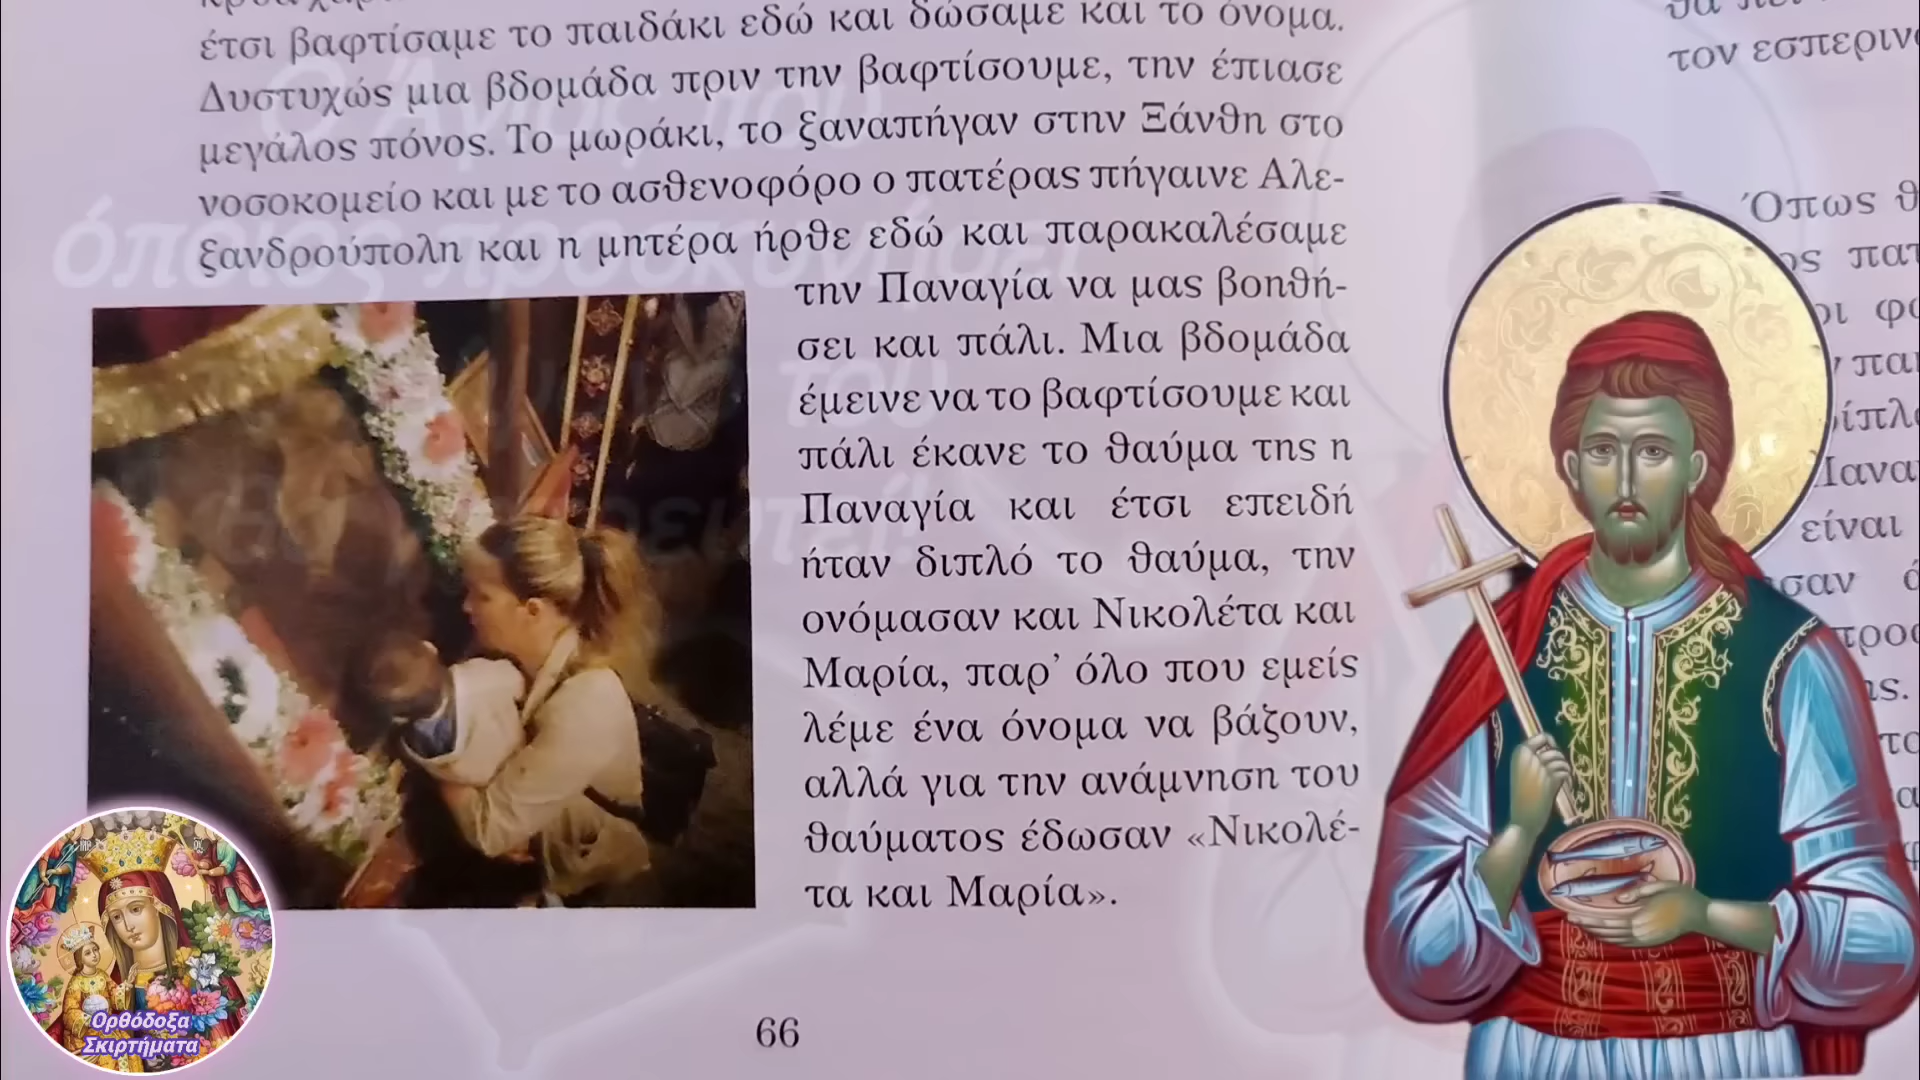 έτσι βαφτίσαμε το παιδάκι εδώ και δώσαμε και το όνομα.
Δυστυχώς μια βδομάδα πριν την βαφτίσουμε, την έπιασε
μεγάλος πόνος. Το μωράκι, το ξαναπήγαν στην Ξάνθη στο
νοσοκομείο και με το ασθενοφόρο ο πατέρας πήγαινε Αλε-
ξανδρούπολη και η μητέρα ήρθε εδώ και παρακαλέσαμε
την Παναγία να μας βοηθή-
σει και πάλι. Μια βδομάδα
έμεινε να το βαφτίσουμε και
πάλι έκανε το θαύμα της η
Παναγία και έτσι επειδή
ήταν διπλό το θαύμα, την
ονόμασαν και Νικολέτα και
Μαρία, παρ’ όλο που εμείς
λέμε ένα όνομα να βάζουν,
αλλά για την ανάμνηση του
θαύματος έδωσαν «Νικολέ-
τα και Μαρία».
66
Ο Άγιος που
όποιος προσκυνήσει
του
τον
Όπως
είναι
Ορθόδοξα
Σκιρτήματα